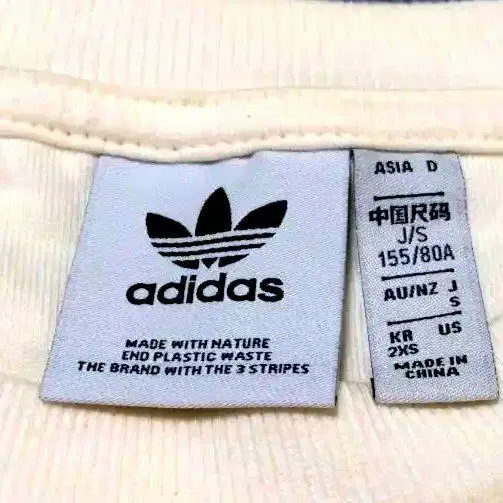 adidas
MADE WITH NATURE
END PLASTIC WASTE
THE BRAND WITH THE 3 STRIPES
ASIA D
中国尺码
J/S
155/80A
AU/NZ J
S
KR US
2XS
MADE IN
CHINA